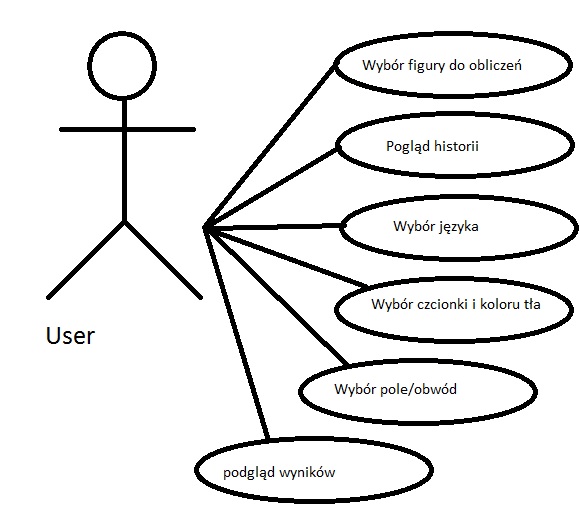 Wybór figury do obliczeń
Pogląd historii
Wybór języka
Wybór czcionki i koloru tła
User
Wybór pole/obwód
podgląd wyników